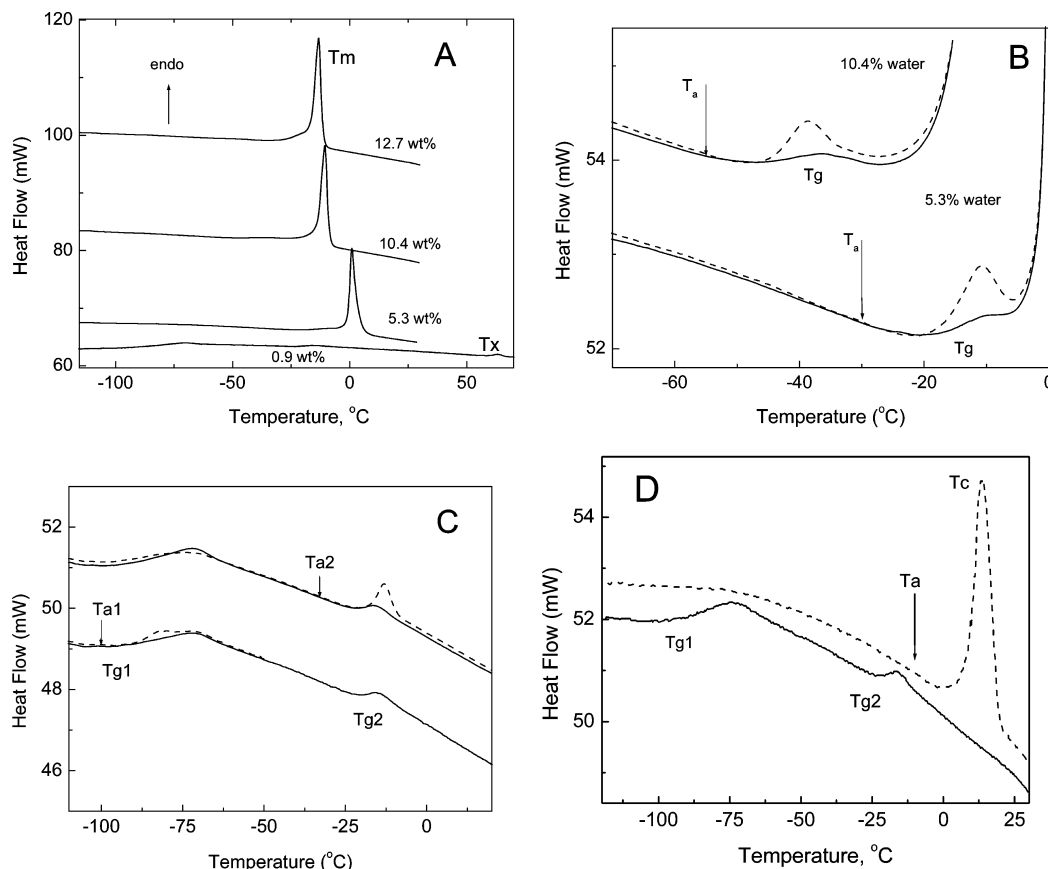 A
120
100
80
60
Heat Flow (mW)
endo
Tm
12.7 wt%
10.4 wt%
5.3 wt%
0.9 wt%
Tx
-100
-50
0
50
Temperature, °C
B
54
52
Heat Flow (mW)
10.4% water
Ta
Tg
5.3% water
Ta
Tg
-60
-40
-20
0
Temperature (°C)
C
52
50
48
46
Heat Flow (mW)
Ta2
Ta1
Tg1
Tg2
-100
-75
-50
-25
0
Temperature (°C)
D
54
52
50
Heat Flow (mW)
Tc
Ta
Tg1
Tg2
-100
-75
-50
-25
0
25
Temperature, °C